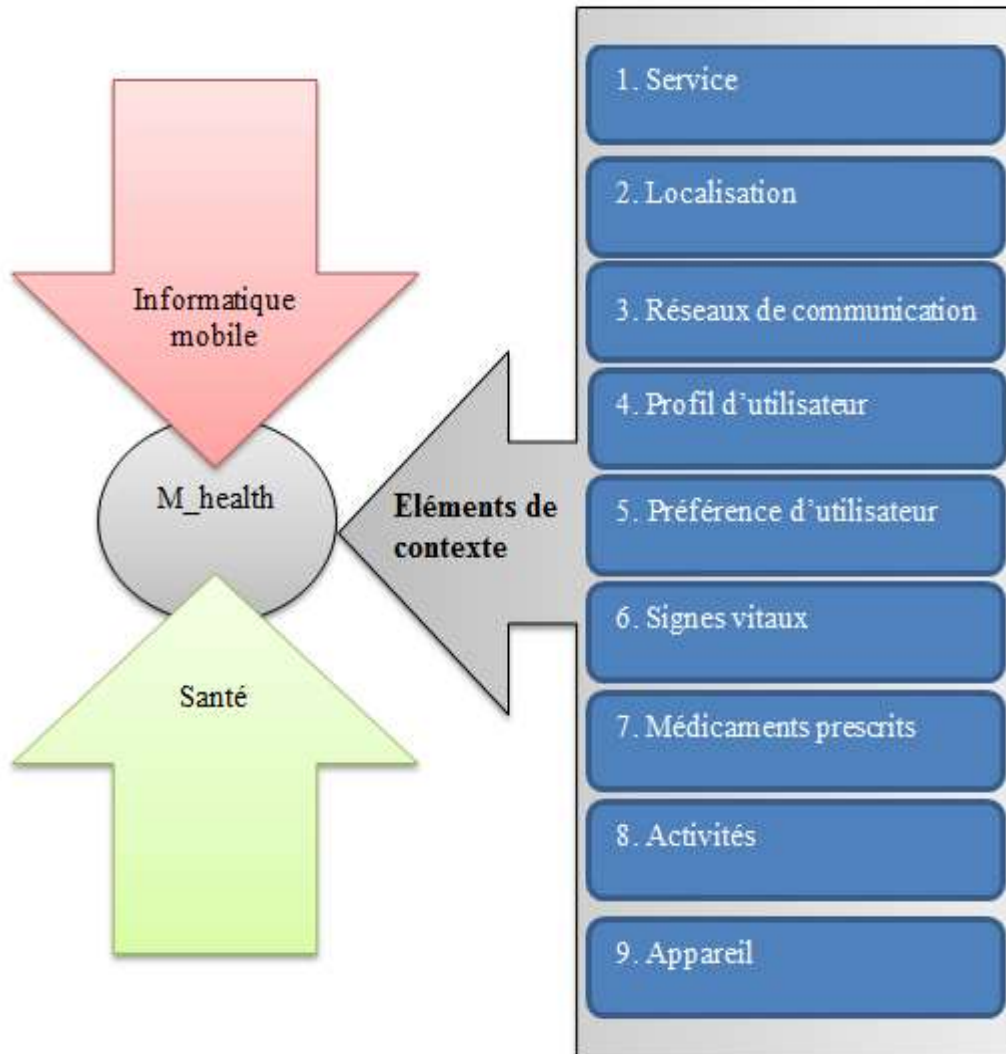 Informatique
mobile
M_health
Santé
Eléments de
contexte
1. Service
2. Localisation
3. Réseaux de communication
4. Profil d’utilisateur
5. Préférence d’utilisateur
6. Signes vitaux
7. Médicaments prescrits
8. Activités
9. Appareil